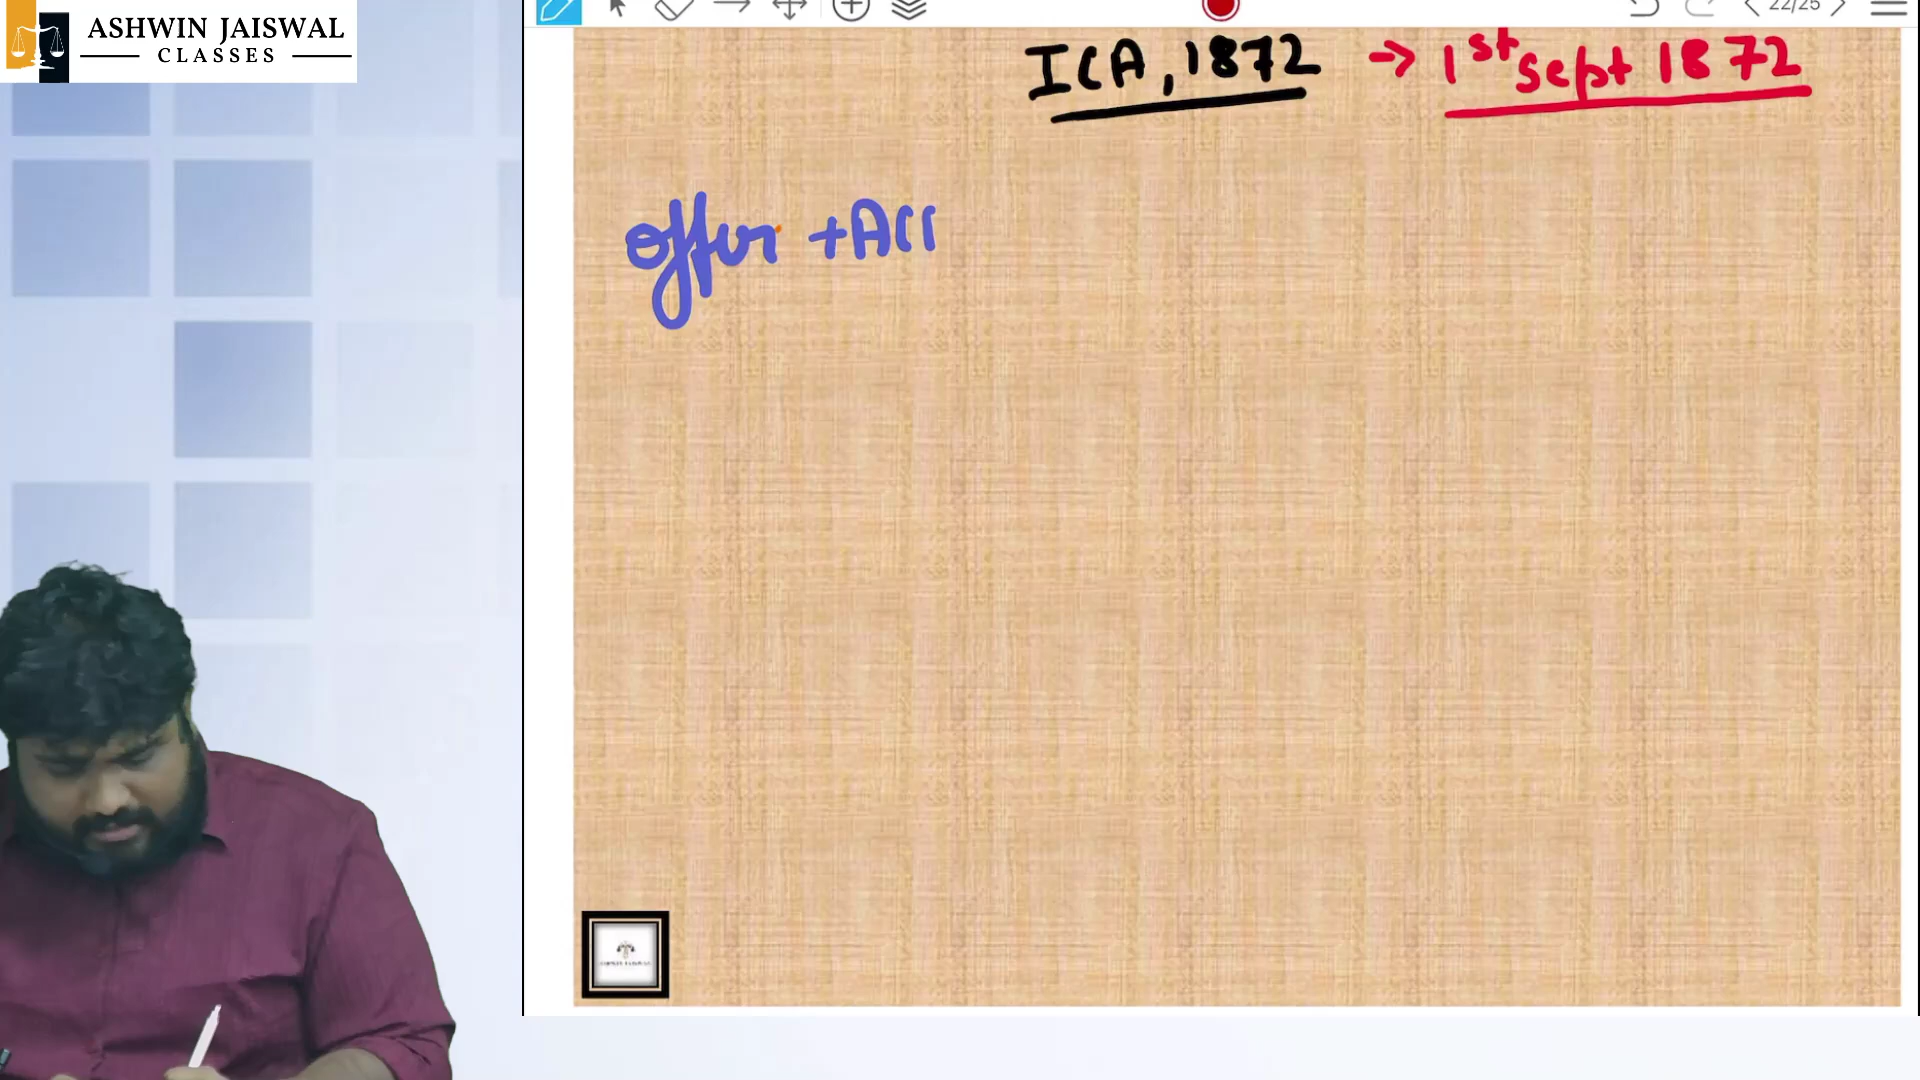 ASHWIN JAISWAL
CLASSES
22/25
ICA, 1872 → 1st Sept 1872
Offer + Acc